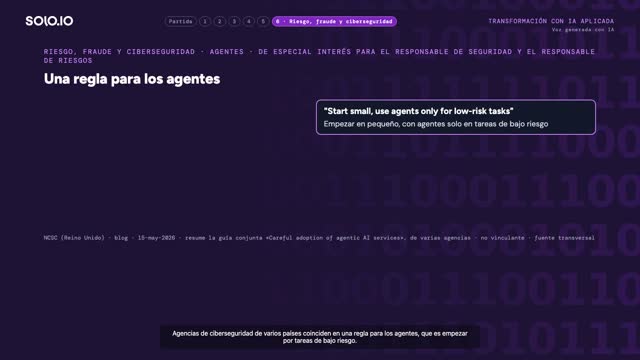 SOLO.IO
Partida 1 2 3 4 5 6 · Riesgo, fraude y ciberseguridad
TRANSFORMACIÓN CON IA APLICADA
Voz generada con IA
RIESGO, FRAUDE Y CIBERSEGURIDAD · AGENTES · DE ESPECIAL INTERÉS PARA EL RESPONSABLE DE SEGURIDAD Y EL RESPONSABLE
DE RIESGOS
Una regla para los agentes
"Start small, use agents only for low-risk tasks"
Empezar en pequeño, con agentes solo en tareas de bajo riesgo
NCSC (Reino Unido) · blog · 15-may-2026 · resume la guía conjunta «Careful adoption of agentic AI services», de varias agencias · no vinculante · fuente transversal
Agencias de ciberseguridad de varios países coinciden en una regla para los agentes, que es empezar
por tareas de bajo riesgo.